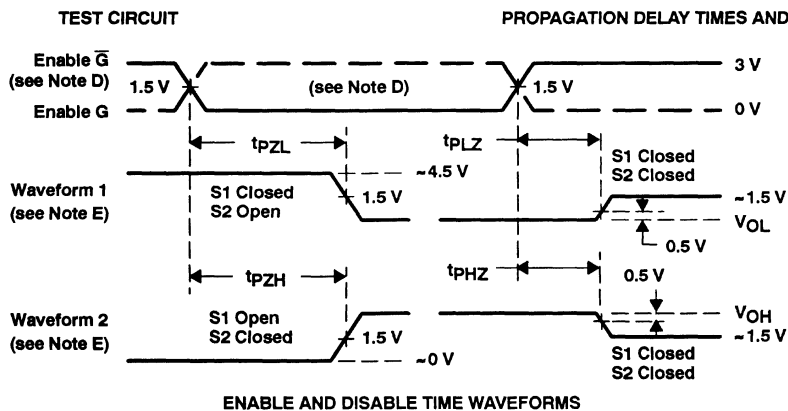 TEST CIRCUIT
PROPAGATION DELAY TIMES AND
Enable G̅
(see Note D)
1.5 V
(see Note D)
1.5 V
3 V
Enable G
0 V
tPZL
tPLZ
S1 Closed
S2 Closed
~4.5 V
Waveform 1
(see Note E)
S1 Closed
S2 Open
1.5 V
~1.5 V
VOL
0.5 V
tPZH
tPHZ
0.5 V
Waveform 2
(see Note E)
S1 Open
S2 Closed
1.5 V
VOH
~1.5 V
~0 V
S1 Closed
S2 Closed
ENABLE AND DISABLE TIME WAVEFORMS